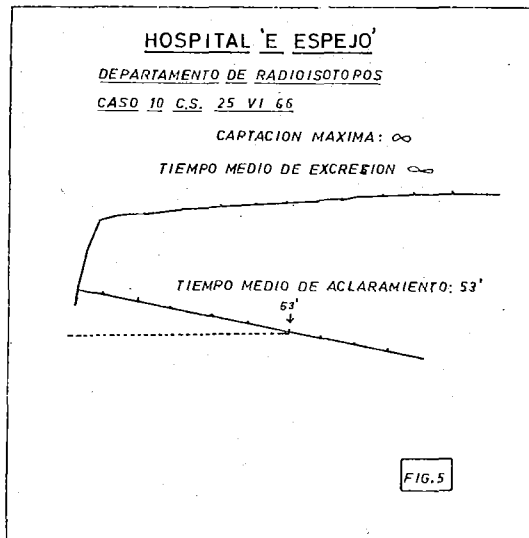 HOSPITAL 'E ESPEJO'
DEPARTAMENTO DE RADIOISOTOPOS
CASO 10 C.S. 25 VI 66
CAPTACION MAXIMA: ∞
TIEMPO MEDIO DE EXCRESION ∞
TIEMPO MEDIO DE ACLARAMIENTO: 53'
53'
FIG.5